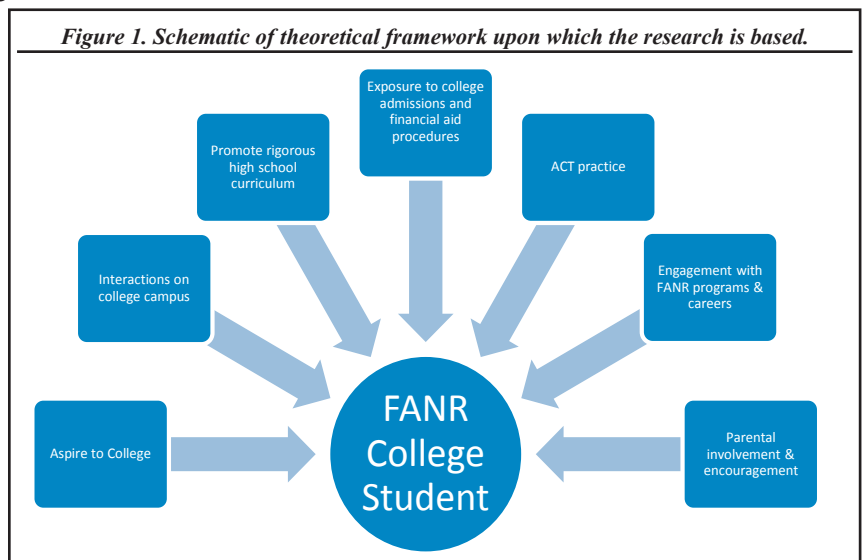 Figure 1. Schematic of theoretical framework upon which the research is based.
Exposure to college
admissions and
financial aid
procedures
Promote rigorous
high school
curriculum
ACT practice
Interactions on
college campus
Engagement with
FANR programs &
careers
Aspire to College
FANR
College
Student
Parental
involvement &
encouragement